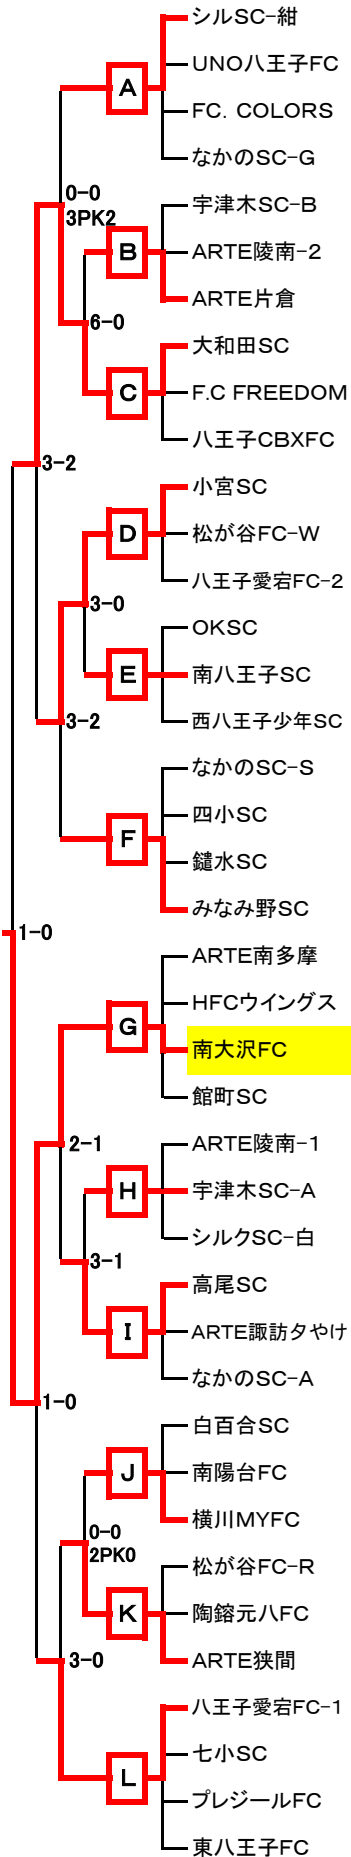 シルSC-紺
UNO八王子FC
A
FC. COLORS
なかのSC-G
0-0
3PK2
宇津木SC-B
B
ARTE陵南-2
ARTE片倉
6-0
大和田SC
C
F.C FREEDOM
八王子CBXFC
3-2
小宮SC
D
松が谷FC-W
八王子愛宕FC-2
3-0
OKSC
E
南八王子SC
西八王子少年SC
3-2
なかのSC-S
四小SC
F
鑓水SC
みなみ野SC
1-0
ARTE南多摩
HFCウイングス
G
南大沢FC
館町SC
2-1
ARTE陵南-1
H
宇津木SC-A
シルクSC-白
3-1
高尾SC
I
ARTE諏訪夕やけ
なかのSC-A
1-0
白百合SC
J
南陽台FC
横川MYFC
0-0
2PK0
松が谷FC-R
K
陶鎔元八FC
ARTE狭間
3-0
八王子愛宕FC-1
七小SC
L
プレジールFC
東八王子FC